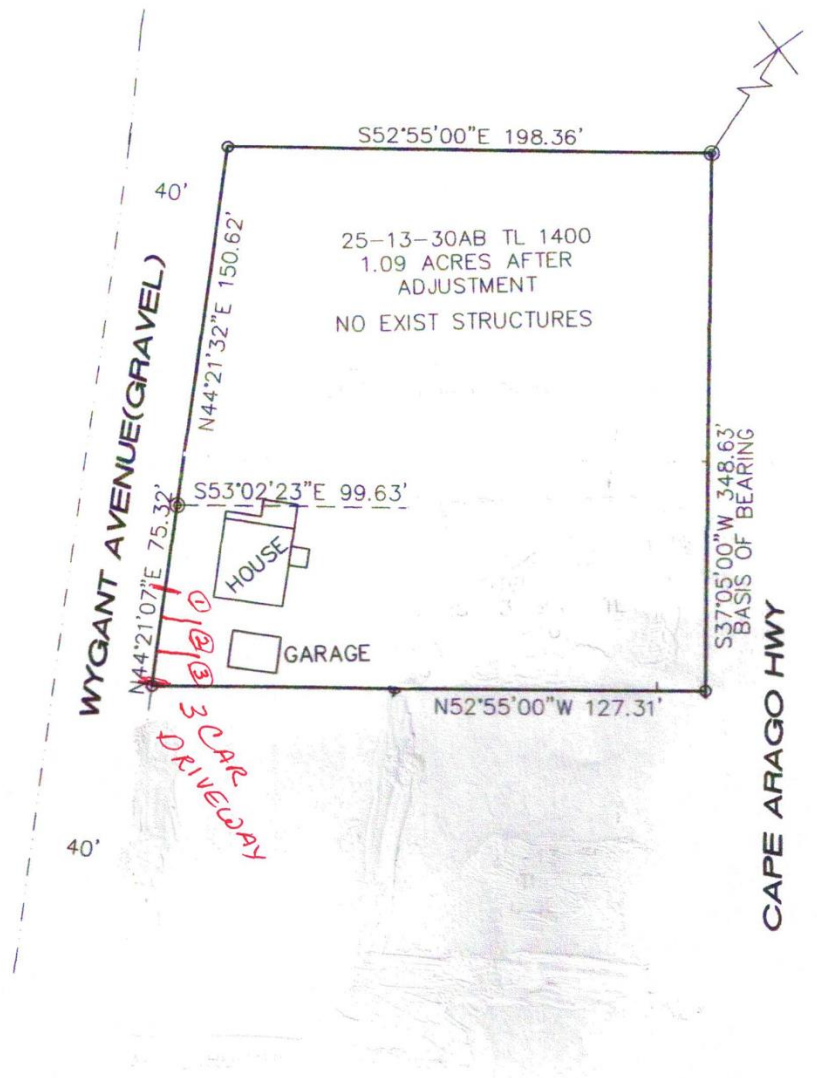 S52°55'00"E 198.36'
40'
25-13-30AB TL 1400
1.09 ACRES AFTER
ADJUSTMENT
NO EXIST STRUCTURES
N44°21'32"E 150.62'
WYGANT AVENUE(GRAVEL)
S53°02'23"E 99.63'
N44°21'07"E 75.32'
HOUSE
S37°05'00"W 348.63'
BASIS OF BEARING
1
2
3
GARAGE
N52°55'00"W 127.31'
3 CAR
DRIVEWAY
40'
CAPE ARAGO HWY